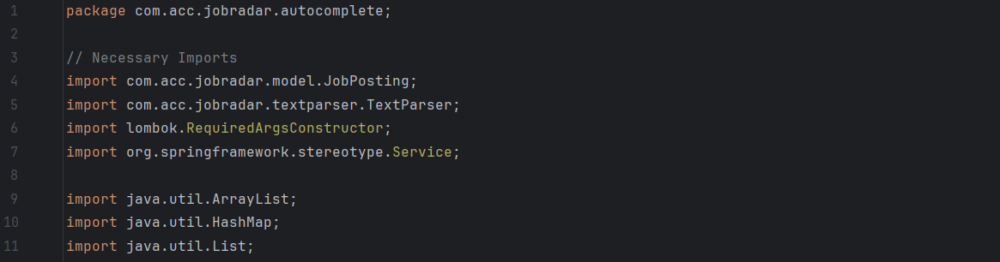 1 package com.acc.jobradar.autocomplete;
2
3 // Necessary Imports
4 import com.acc.jobradar.model.JobPosting;
5 import com.acc.jobradar.textparser.TextParser;
6 import lombok.RequiredArgsConstructor;
7 import org.springframework.stereotype.Service;
8
9 import java.util.ArrayList;
10 import java.util.HashMap;
11 import java.util.List;